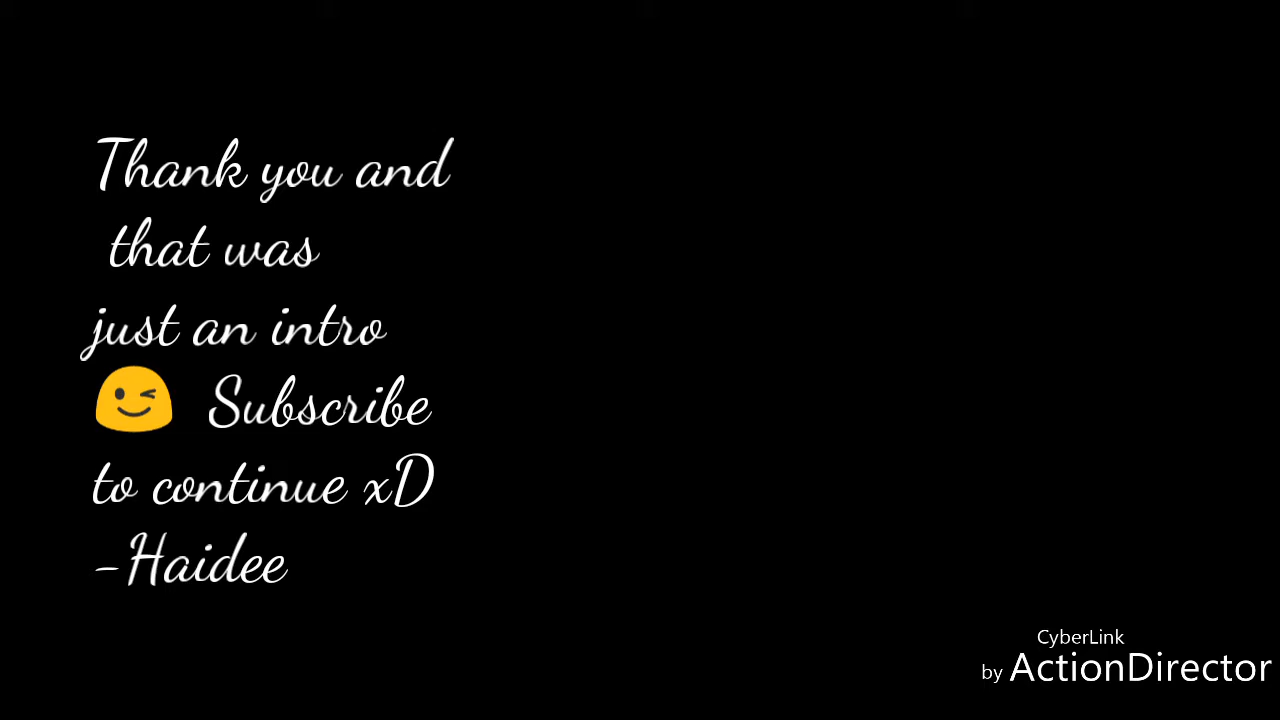 Thank you and
that was
just an intro
😉 Subscribe
to continue xD
-Haidee
CyberLink
by ActionDirector